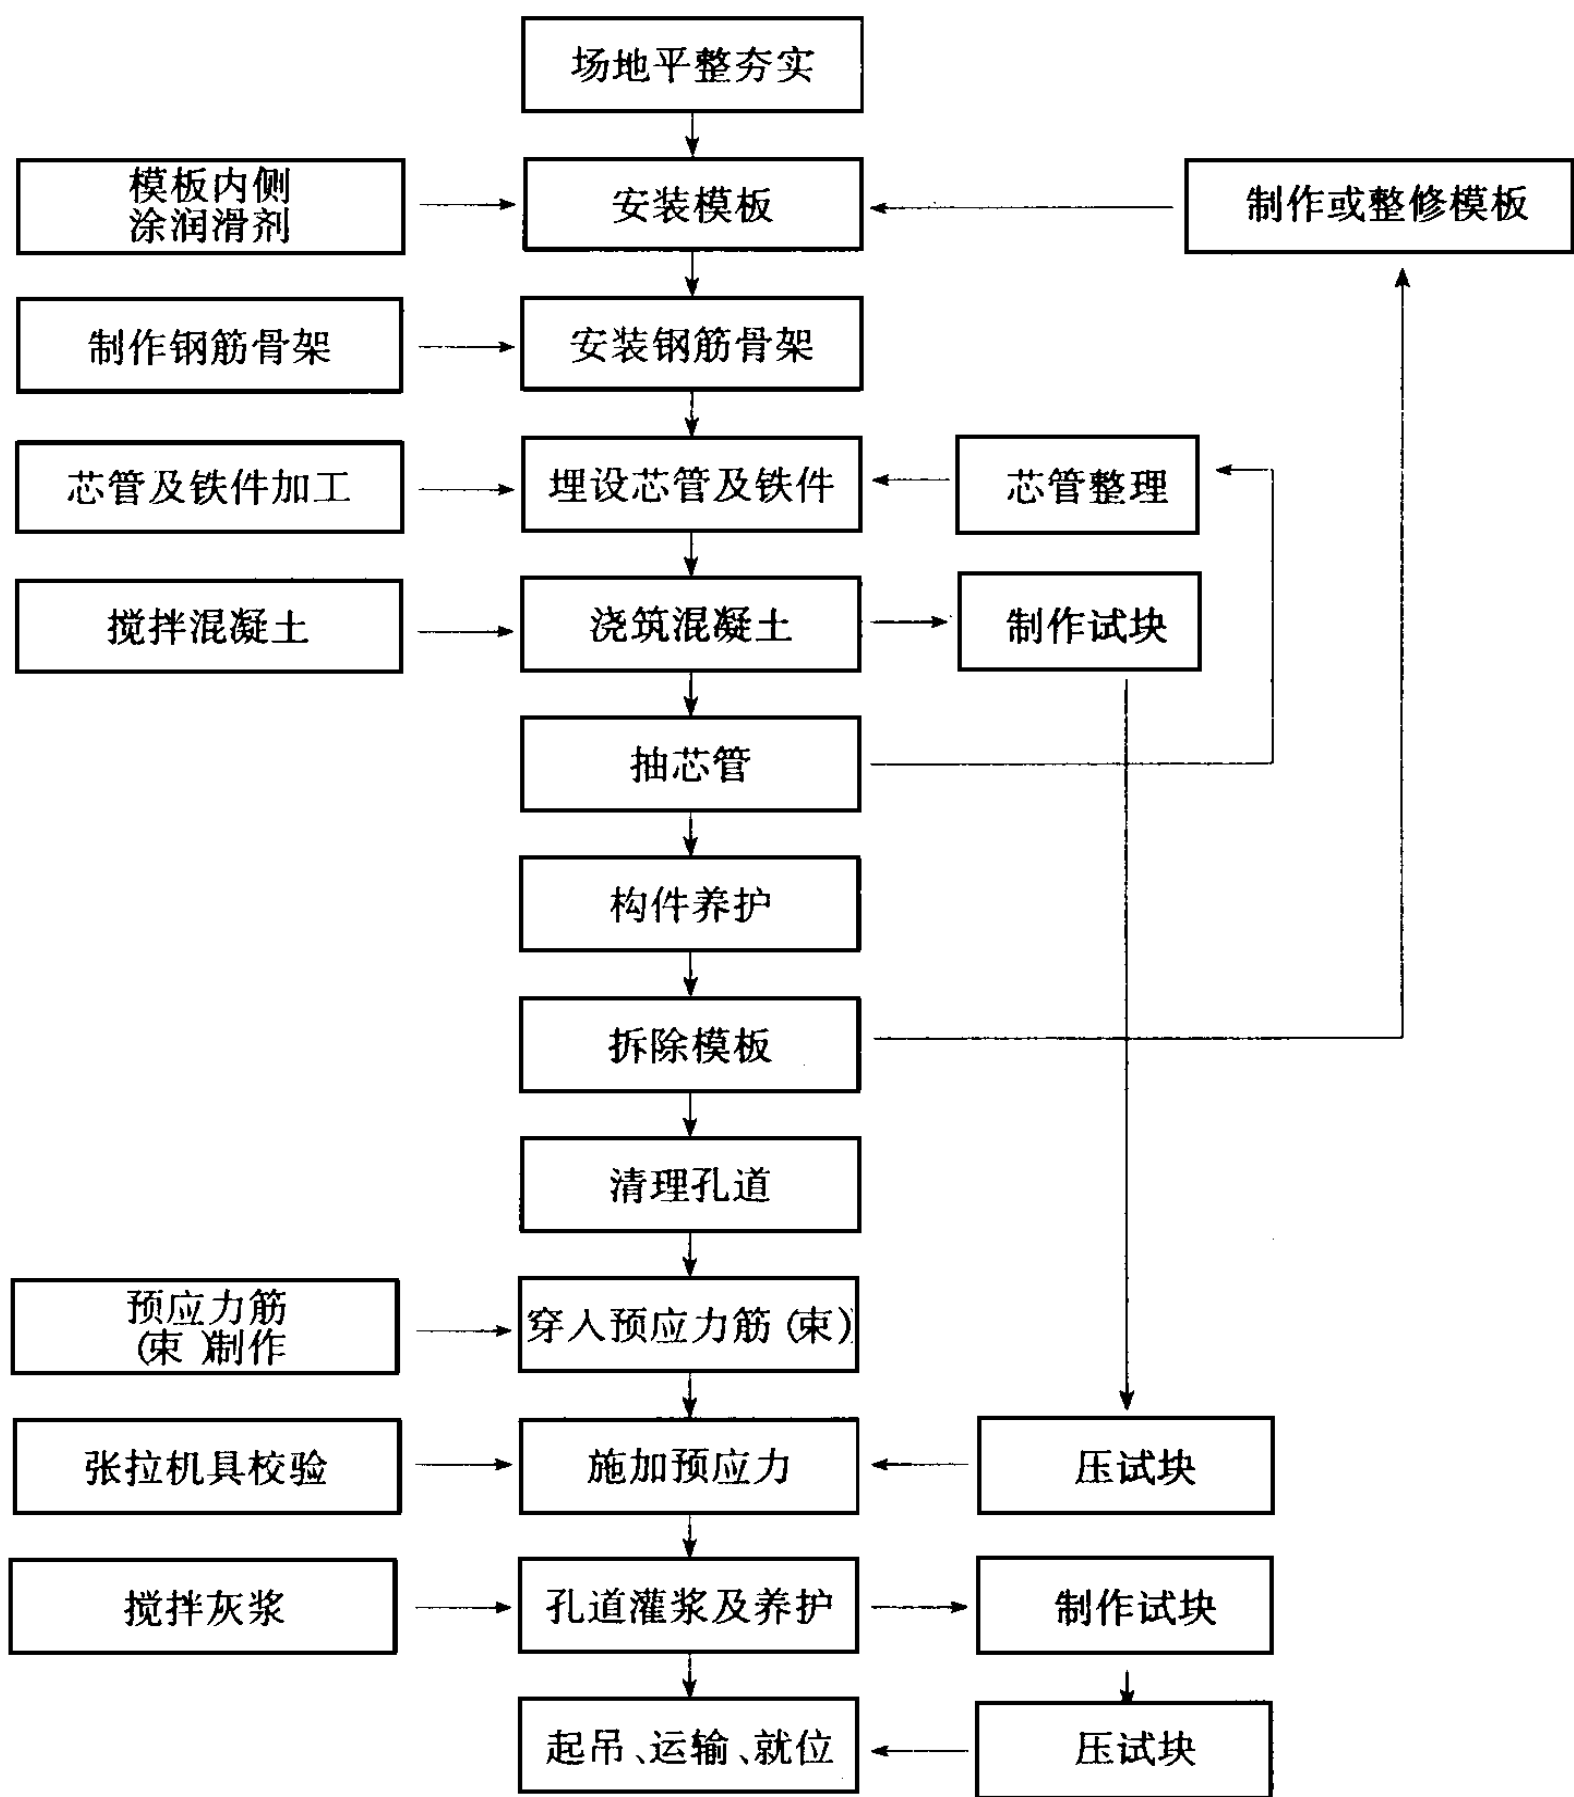 场地平整夯实
模板内侧
涂润滑剂
安装模板
制作或整修模板
制作钢筋骨架
安装钢筋骨架
芯管及铁件加工
埋设芯管及铁件
芯管整理
搅拌混凝土
浇筑混凝土
制作试块
抽芯管
构件养护
拆除模板
清理孔道
预应力筋
(束)制作
穿入预应力筋(束)
张拉机具校验
施加预应力
压试块
搅拌灰浆
孔道灌浆及养护
制作试块
起吊、运输、就位
压试块